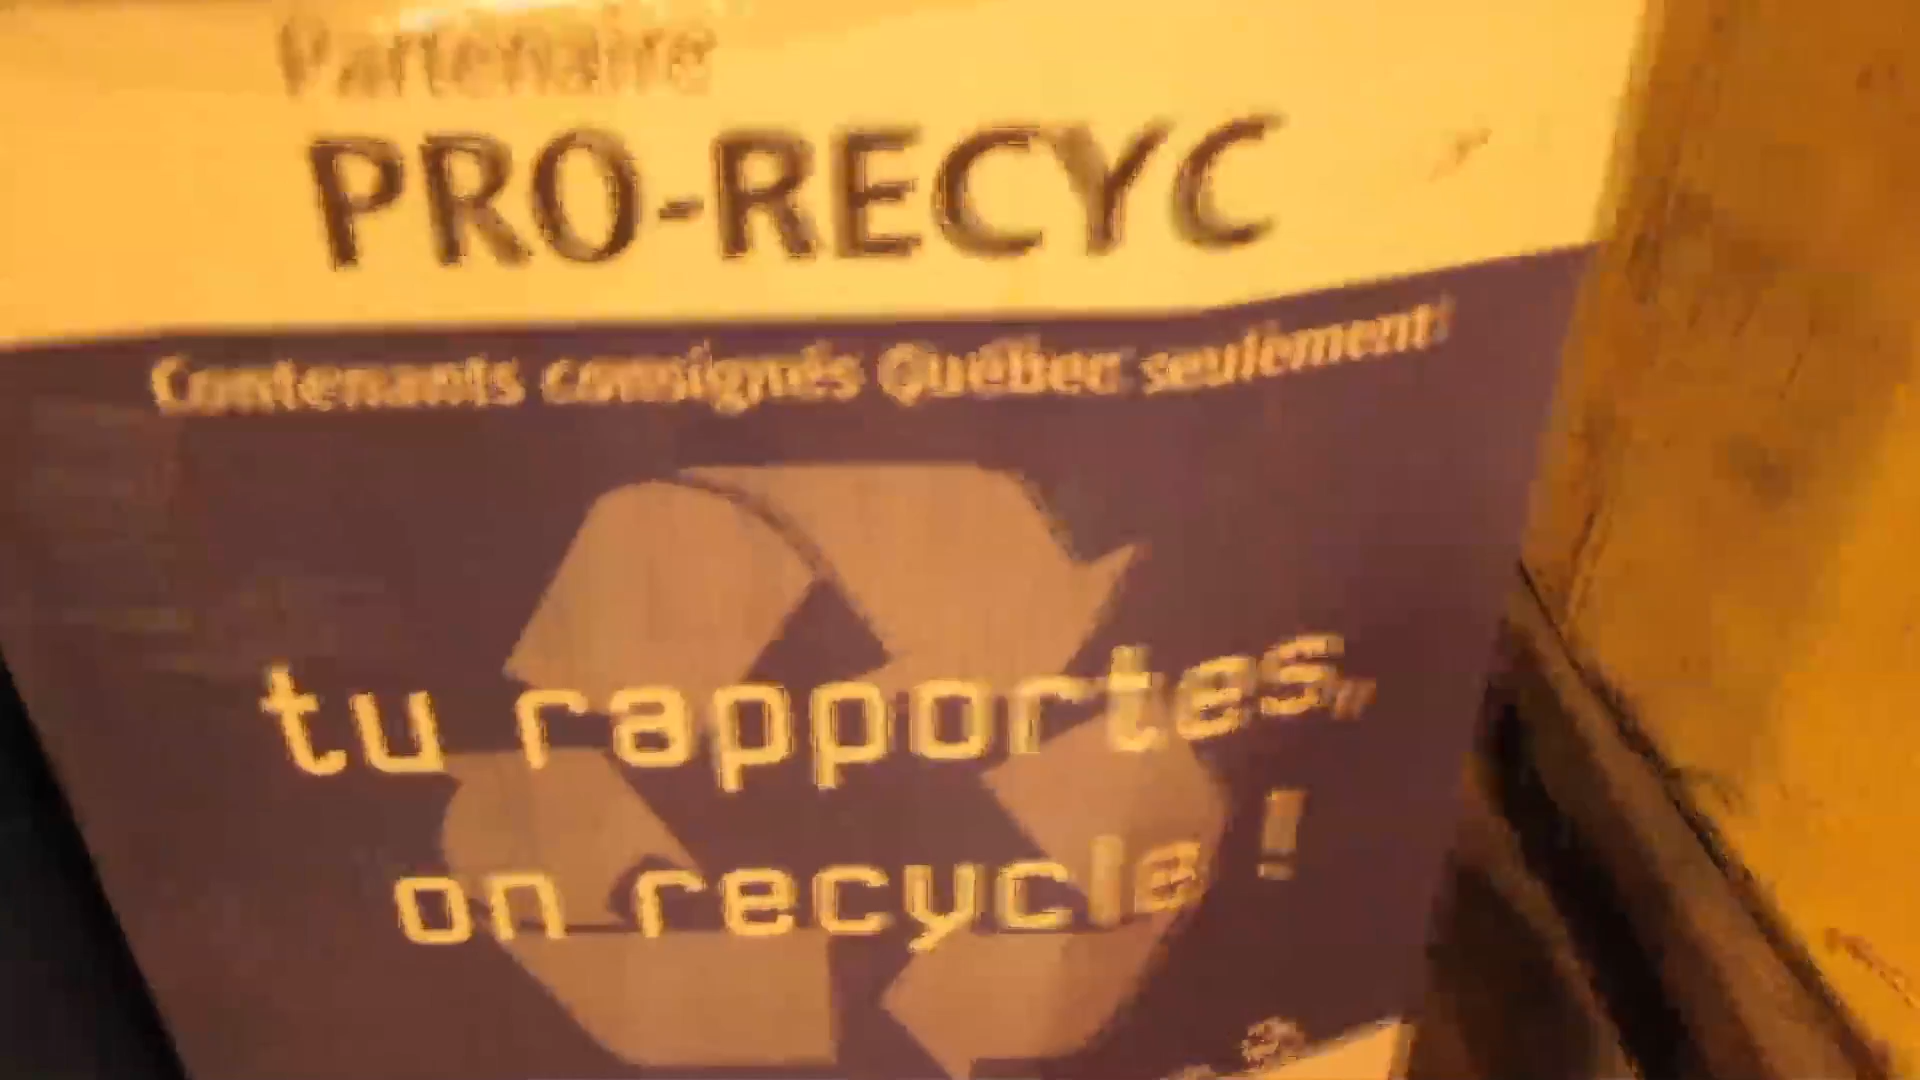 Partenaire
PRO-RECYC
Contenants consignés Québec seulement!
tu rapportes,
on recycle !